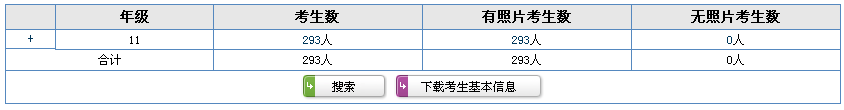 年级 考生数 有照片考生数 无照片考生数
+ 11 293人 293人 0人
合计 293人 293人 0人
搜索 下载考生基本信息